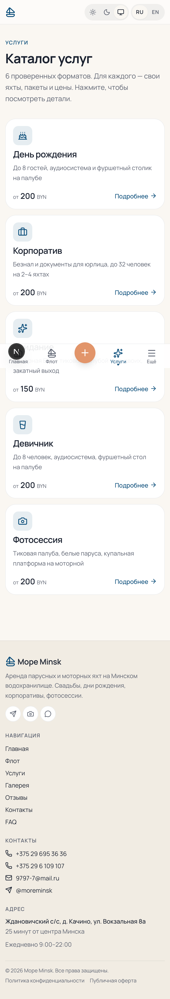 RU EN
УСЛУГИ
Каталог услуг
6 проверенных форматов. Для каждого — свои
яхты, пакеты и цены. Нажмите, чтобы
посмотреть детали.
День рождения
До 8 гостей, аудиосистема и фуршетный столик
на палубе
от 200 BYN Подробнее →
Корпоратив
Безнал и документы для юрлица, до 32 человек
на 2–4 яхтах
от 200 BYN Подробнее →
N
Главная Флот + Услуги Ещё
закатный выход
от 150 BYN Подробнее →
Девичник
До 8 человек, аудиосистема, фуршетный стол
на палубе
от 200 BYN Подробнее →
Фотосессия
Тиковая палуба, белые паруса, купальная
платформа на моторной
от 200 BYN Подробнее →
Море Minsk
Аренда парусных и моторных яхт на Минском
водохранилище. Свадьбы, дни рождения,
корпоративы, фотосессии.
НАВИГАЦИЯ
Главная
Флот
Услуги
Галерея
Отзывы
Контакты
FAQ
КОНТАКТЫ
+375 29 695 36 36
+375 29 6 109 107
9797-7@mail.ru
@moreminsk
АДРЕС
Ждановичский с/с, д. Качино, ул. Вокзальная 8а
25 минут от центра Минска
Ежедневно 9:00–22:00
© 2026 Море Minsk. Все права защищены.
Политика конфиденциальности Публичная оферта